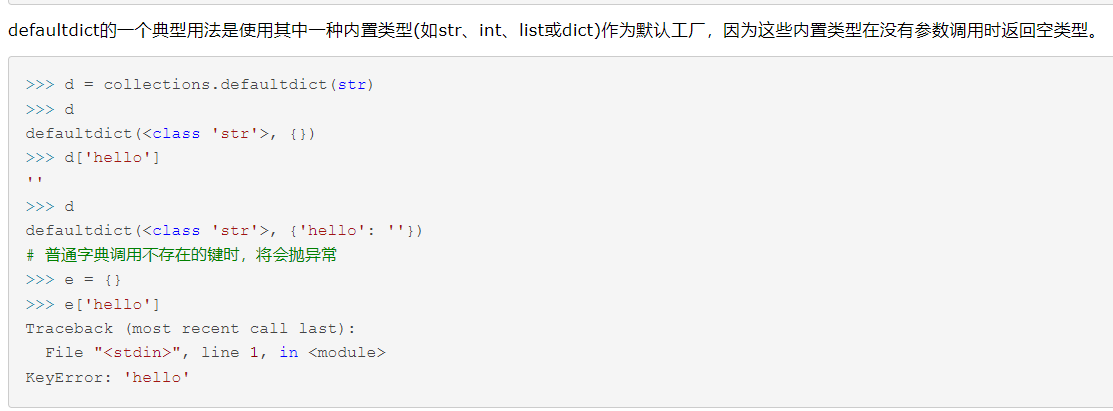 defaultdict的一个典型用法是使用其中一种内置类型(如str、int、list或dict)作为默认工厂，因为这些内置类型在没有参数调用时返回空类型。
>>> d = collections.defaultdict(str)
>>> d
defaultdict(<class 'str'>, {})
>>> d['hello']
''
>>> d
defaultdict(<class 'str'>, {'hello': ''})
# 普通字典调用不存在的键时，将会抛异常
>>> e = {}
>>> e['hello']
Traceback (most recent call last):
  File "<stdin>", line 1, in <module>
KeyError: 'hello'